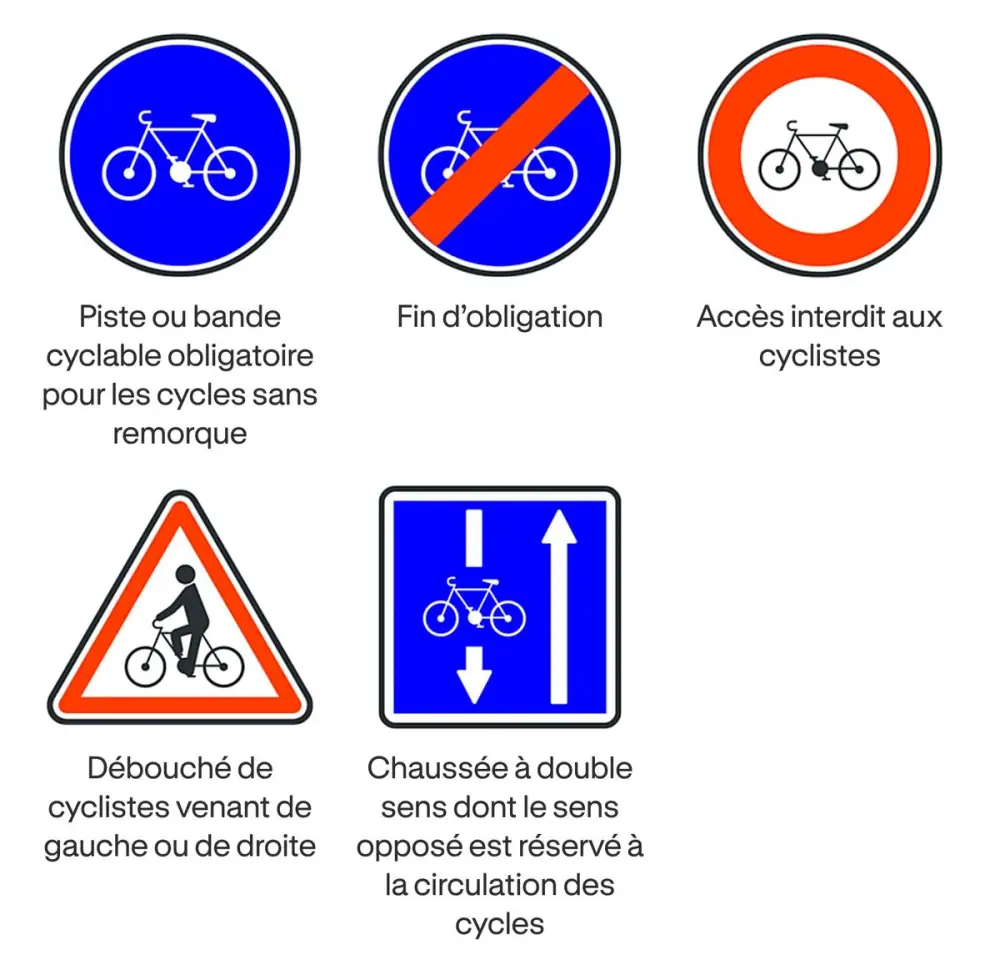 Piste ou bande
cyclable obligatoire
pour les cycles sans
remorque
Fin d’obligation
Accès interdit aux
cyclistes
Débouché de
cyclistes venant de
gauche ou de droite
Chaussée à double
sens dont le sens
opposé est réservé à
la circulation des
cycles